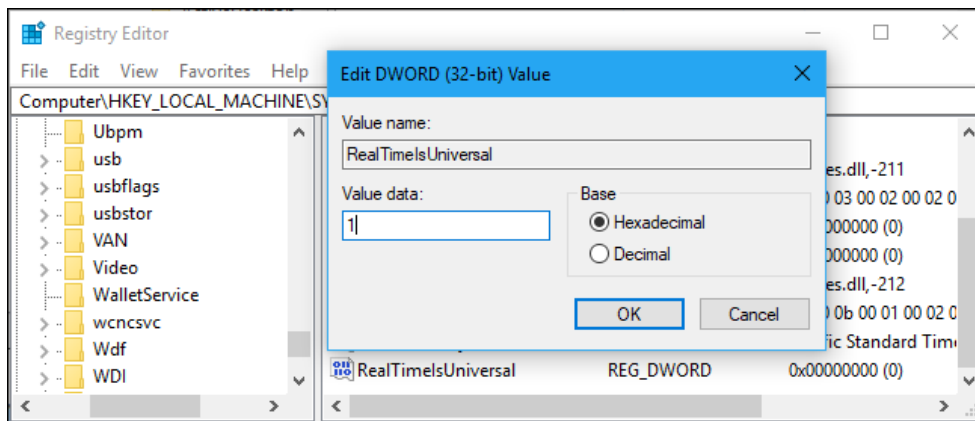 Registry Editor
File Edit View Favorites Help
Computer\HKEY_LOCAL_MACHINE\SY
Ubpm
usb
usbflags
usbstor
VAN
Video
WalletService
wcncsvc
Wdf
WDI
Edit DWORD (32-bit) Value
Value name:
RealTimeIsUniversal
Value data:
1
Base
Hexadecimal
Decimal
OK Cancel
es.dll,-211
03 00 02 00 02 0
000000 (0)
000000 (0)
es.dll,-212
0b 00 01 00 02 0
fic Standard Time
RealTimeIsUniversal REG_DWORD 0x00000000 (0)